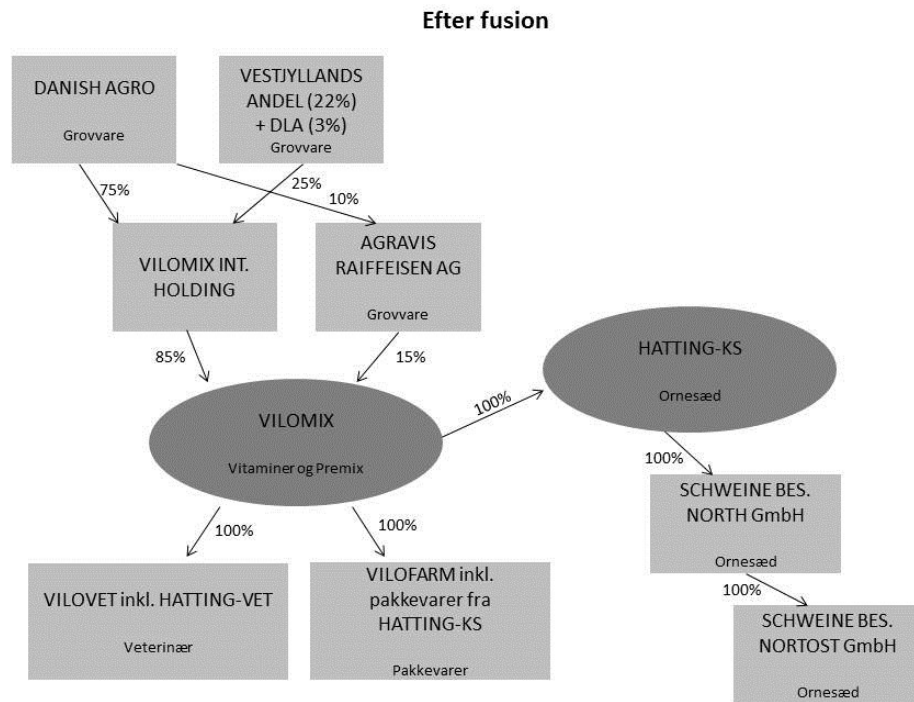 Efter fusion
DANISH AGRO
Grovvare
VESTJYLLANDS
ANDEL (22%)
+ DLA (3%)
Grovvare
75%
25%
10%
VILOMIX INT.
HOLDING
AGRAVIS
RAIFFEISEN AG
Grovvare
85%
15%
VILOMIX
Vitaminer og Premix
100%
HATTING-KS
Ornesæd
100%
SCHWEINE BES.
NORTH GmbH
Ornesæd
100%
SCHWEINE BES.
NORTOST GmbH
Ornesæd
100%
100%
VILOVET inkl. HATTING-VET
Veterinær
VILOFARM inkl.
pakkevarer fra
HATTING-KS
Pakkevarer